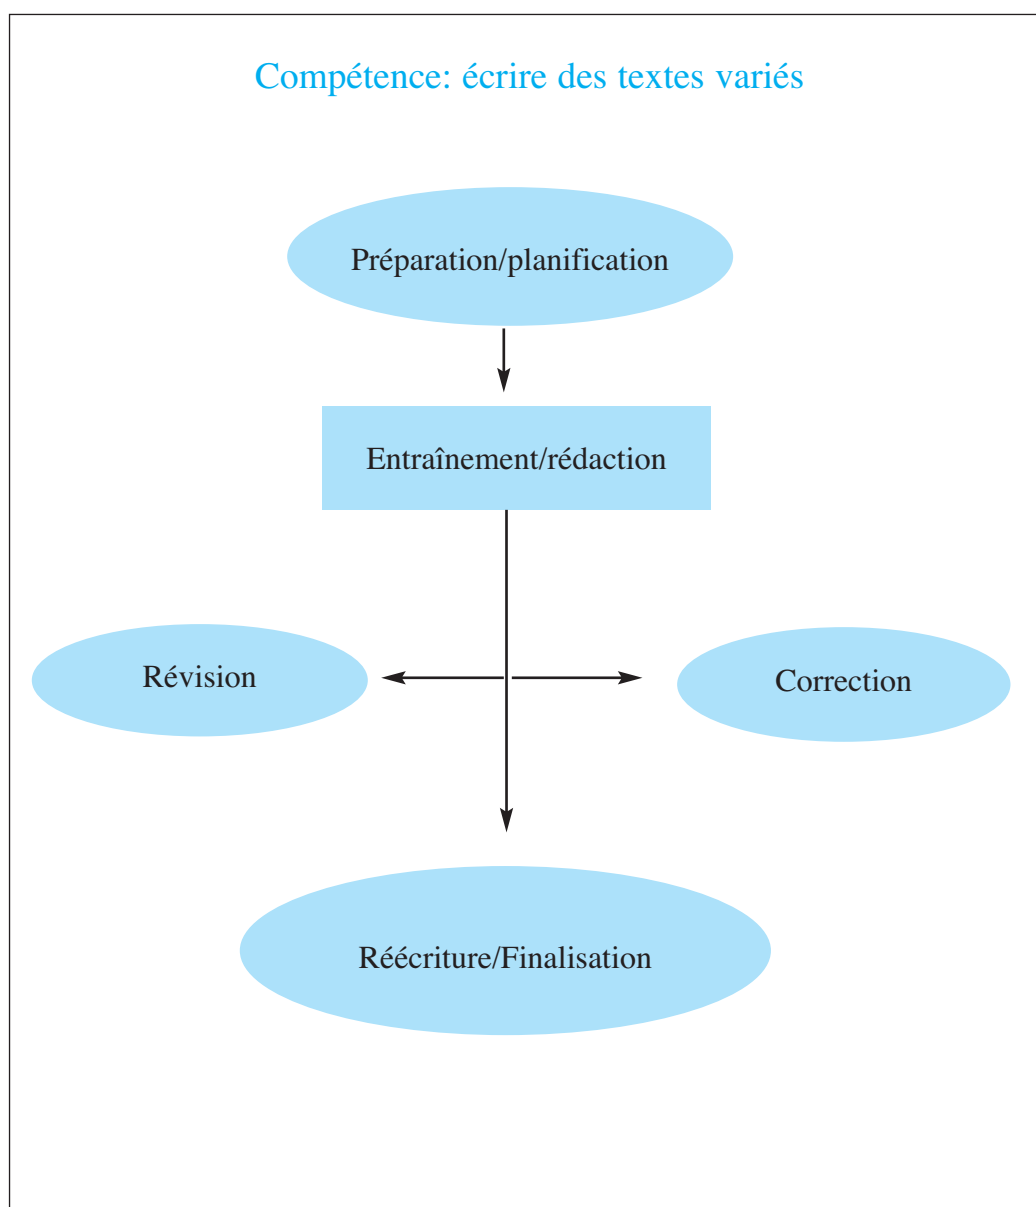 Compétence: écrire des textes variés
Préparation/planification
Entraînement/rédaction
Révision
Correction
Réécriture/Finalisation